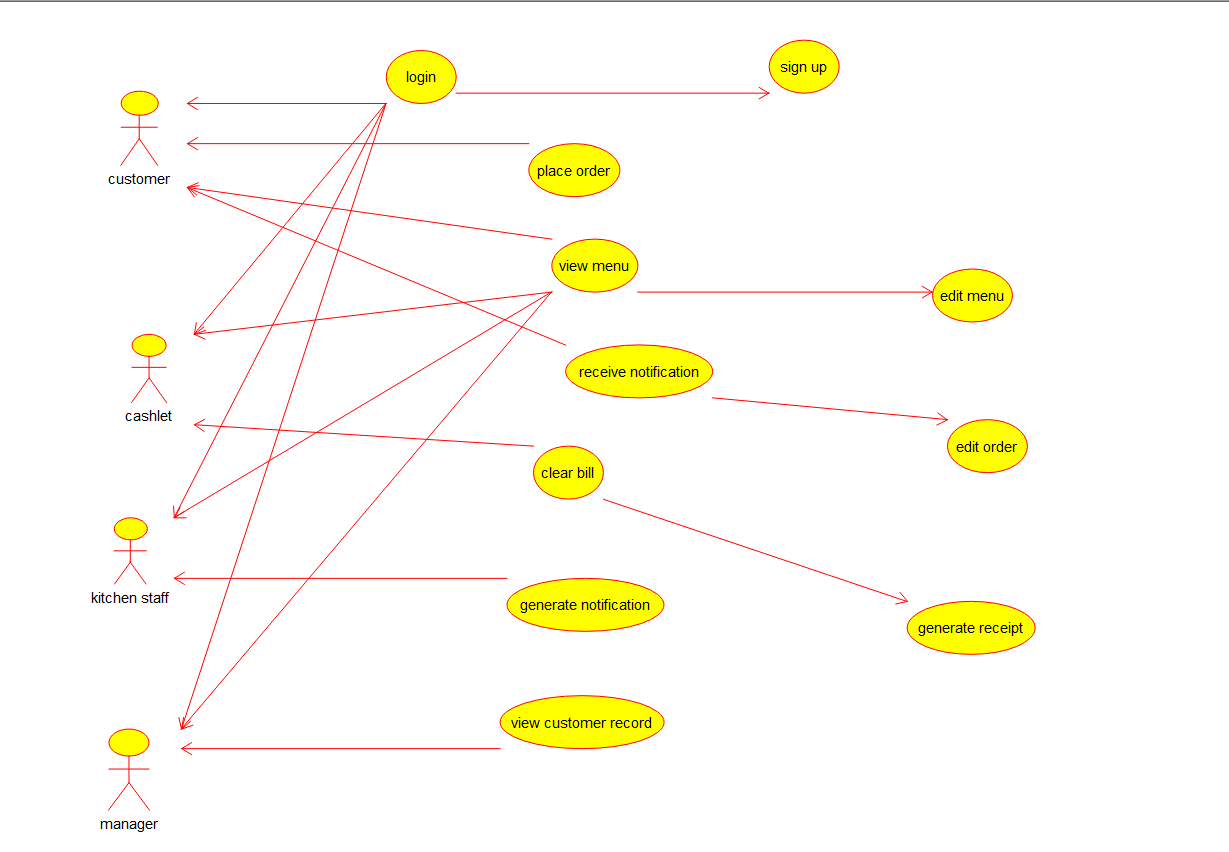 login
sign up
customer
place order
view menu
edit menu
receive notification
cashlet
edit order
clear bill
kitchen staff
generate notification
generate receipt
view customer record
manager